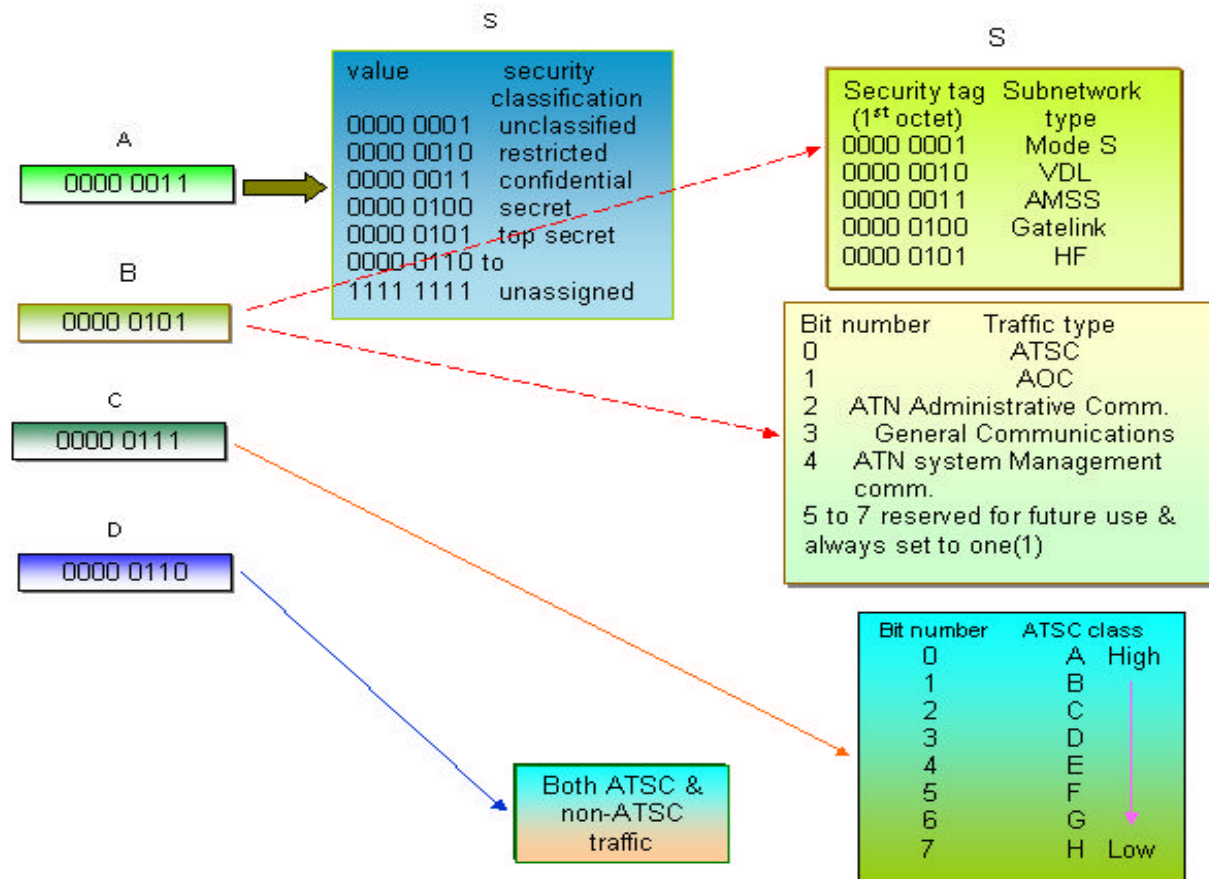 S
value security
classification
0000 0001 unclassified
0000 0010 restricted
0000 0011 confidential
0000 0100 secret
0000 0101 top secret
0000 0110 to
1111 1111 unassigned
S
Security tag Subnetwork
(1st octet) type
0000 0001 Mode S
0000 0010 VDL
0000 0011 AMSS
0000 0100 Gatelink
0000 0101 HF
A
0000 0011
B
0000 0101
Bit number Traffic type
0 ATSC
1 AOC
2 ATN Administrative Comm.
3 General Communications
4 ATN system Management
comm.
5 to 7 reserved for future use &
always set to one(1)
C
0000 0111
D
0000 0110
Both ATSC &
non-ATSC
traffic
Bit number ATSC class
0 A High
1 B
2 C
3 D
4 E
5 F
6 G
7 H Low